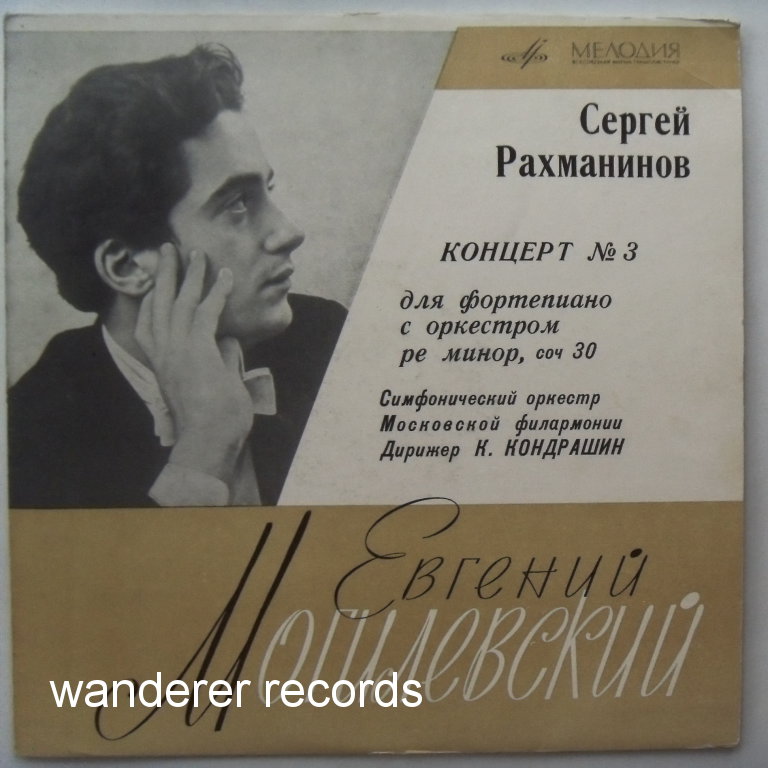 МЕЛОДИЯ
Сергей
Рахманинов
КОНЦЕРТ № 3
для фортепиано
с оркестром
ре минор, соч 30
Симфонический оркестр
Московской филармонии
Дирижер К. КОНДРАШИН
Евгений
Могилевский
wanderer records